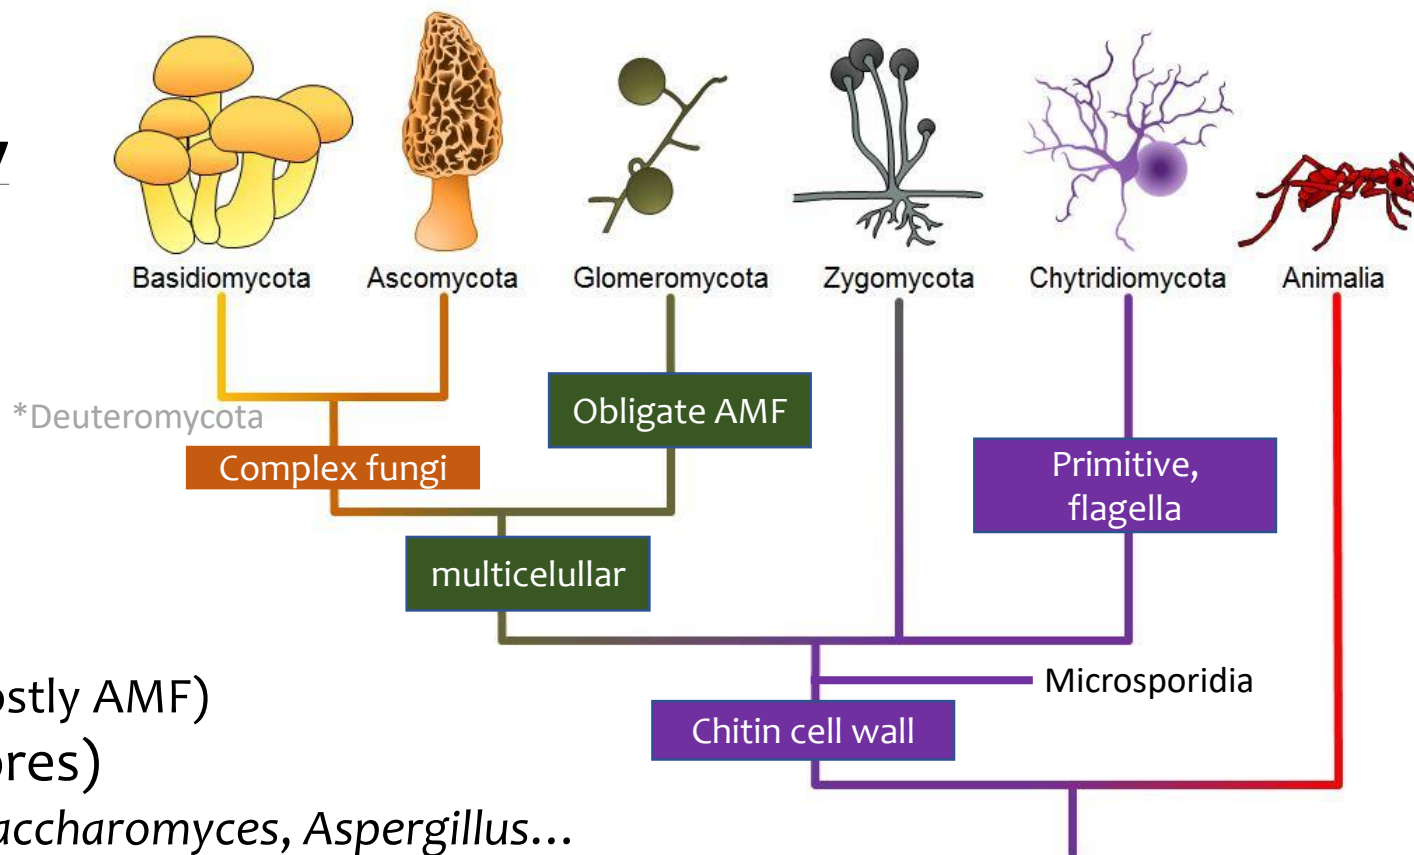 Basidiomycota Ascomycota Glomeromycota Zygomycota Chytridiomycota Animalia
*Deuteromycota
Obligate AMF
Complex fungi
Primitive,
flagella
multicelullar
Microsporidia
ostly AMF)
Chitin cell wall
ores)
accharomyces, Aspergillus...